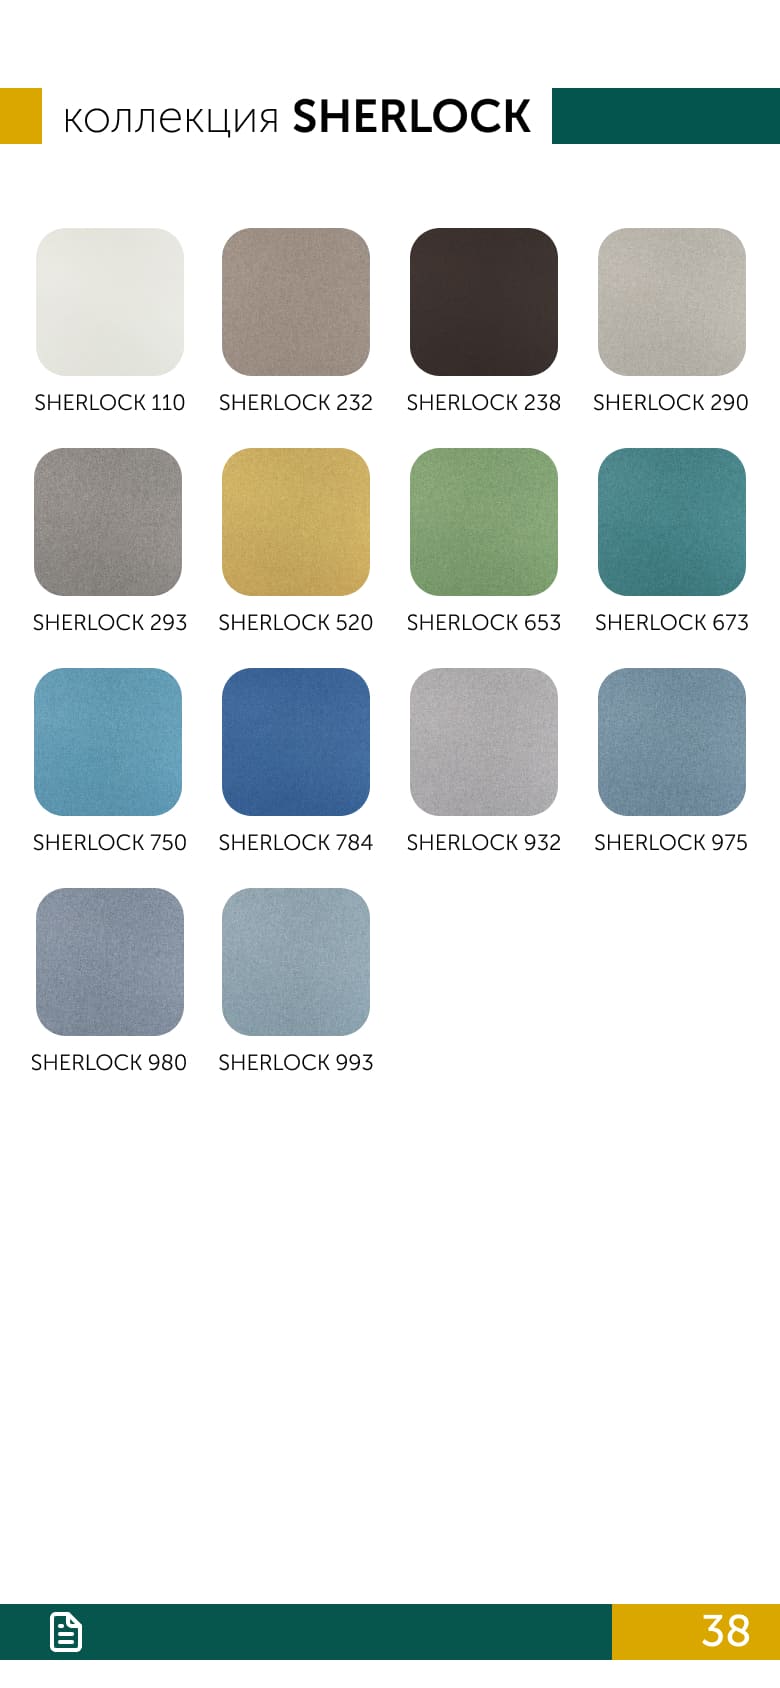 коллекция SHERLOCK
SHERLOCK 110 SHERLOCK 232 SHERLOCK 238 SHERLOCK 290
SHERLOCK 293 SHERLOCK 520 SHERLOCK 653 SHERLOCK 673
SHERLOCK 750 SHERLOCK 784 SHERLOCK 932 SHERLOCK 975
SHERLOCK 980 SHERLOCK 993
38